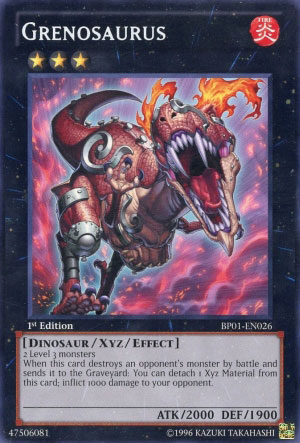 GRENOSAURUS
FIRE
炎
1st Edition
BP01-EN026
[DINOSAUR/XYZ/EFFECT]
2 Level 3 monsters
When this card destroys an opponent's monster by battle and
sends it to the Graveyard: You can detach 1 Xyz Material from
this card; inflict 1000 damage to your opponent.
ATK/2000 DEF/1900
47506081
©1996 KAZUKI TAKAHASHI